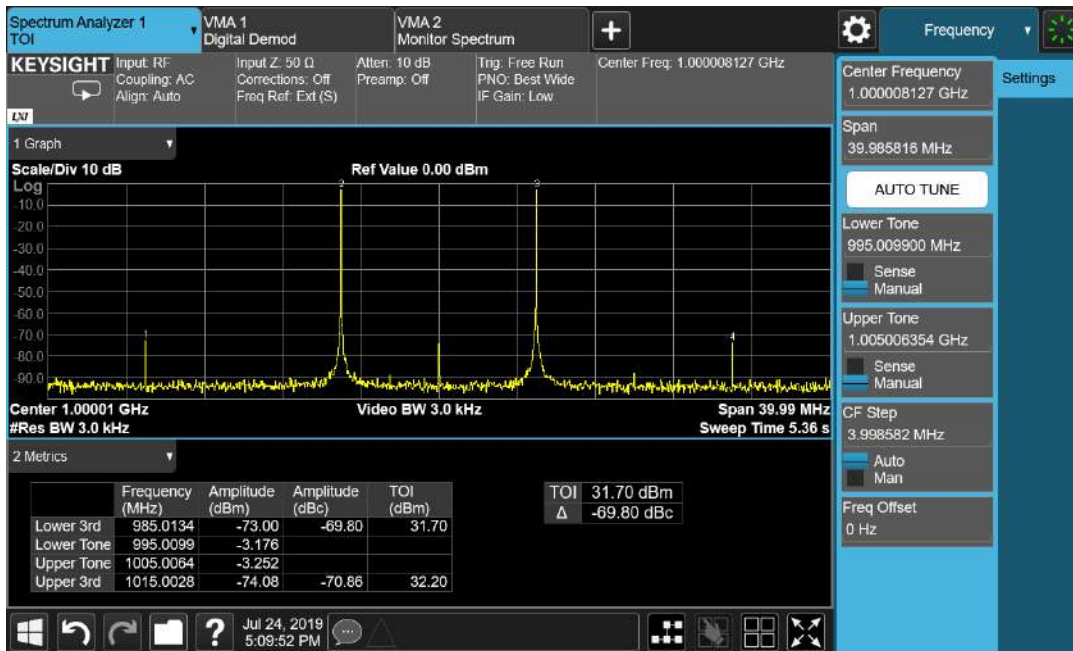 Spectrum Analyzer 1
TOI
VMA 1
Digital Demod
VMA 2
Monitor Spectrum
+
Frequency
KEYSIGHT
LXI
Input: RF
Coupling: AC
Align: Auto
Input Z: 50 Ω
Corrections: Off
Freq Ref: Ext (S)
Atten: 10 dB
Preamp: Off
Trig: Free Run
PNO: Best Wide
IF Gain: Low
Center Freq: 1.000008127 GHz
Center Frequency
1.000008127 GHz
Settings
Span
39.985816 MHz
AUTO TUNE
Lower Tone
995.009900 MHz
Sense
Manual
Upper Tone
1.005006354 GHz
Sense
Manual
CF Step
3.998582 MHz
Auto
Man
Freq Offset
0 Hz
1 Graph
Scale/Div 10 dB Ref Value 0.00 dBm
Log
-10.0
-20.0
-30.0
-40.0
-50.0
-60.0
-70.0
-80.0
-90.0
1
2
3
4
Center 1.00001 GHz Video BW 3.0 kHz Span 39.99 MHz
#Res BW 3.0 kHz Sweep Time 5.36 s
2 Metrics
Frequency Amplitude Amplitude TOI
(MHz) (dBm) (dBc) (dBm)
Lower 3rd 985.0134 -73.00 -69.80 31.70
Lower Tone 995.0099 -3.176
Upper Tone 1005.0064 -3.252
Upper 3rd 1015.0028 -74.08 -70.86 32.20
TOI 31.70 dBm
Δ -69.80 dBc
?
Jul 24, 2019
5:09:52 PM